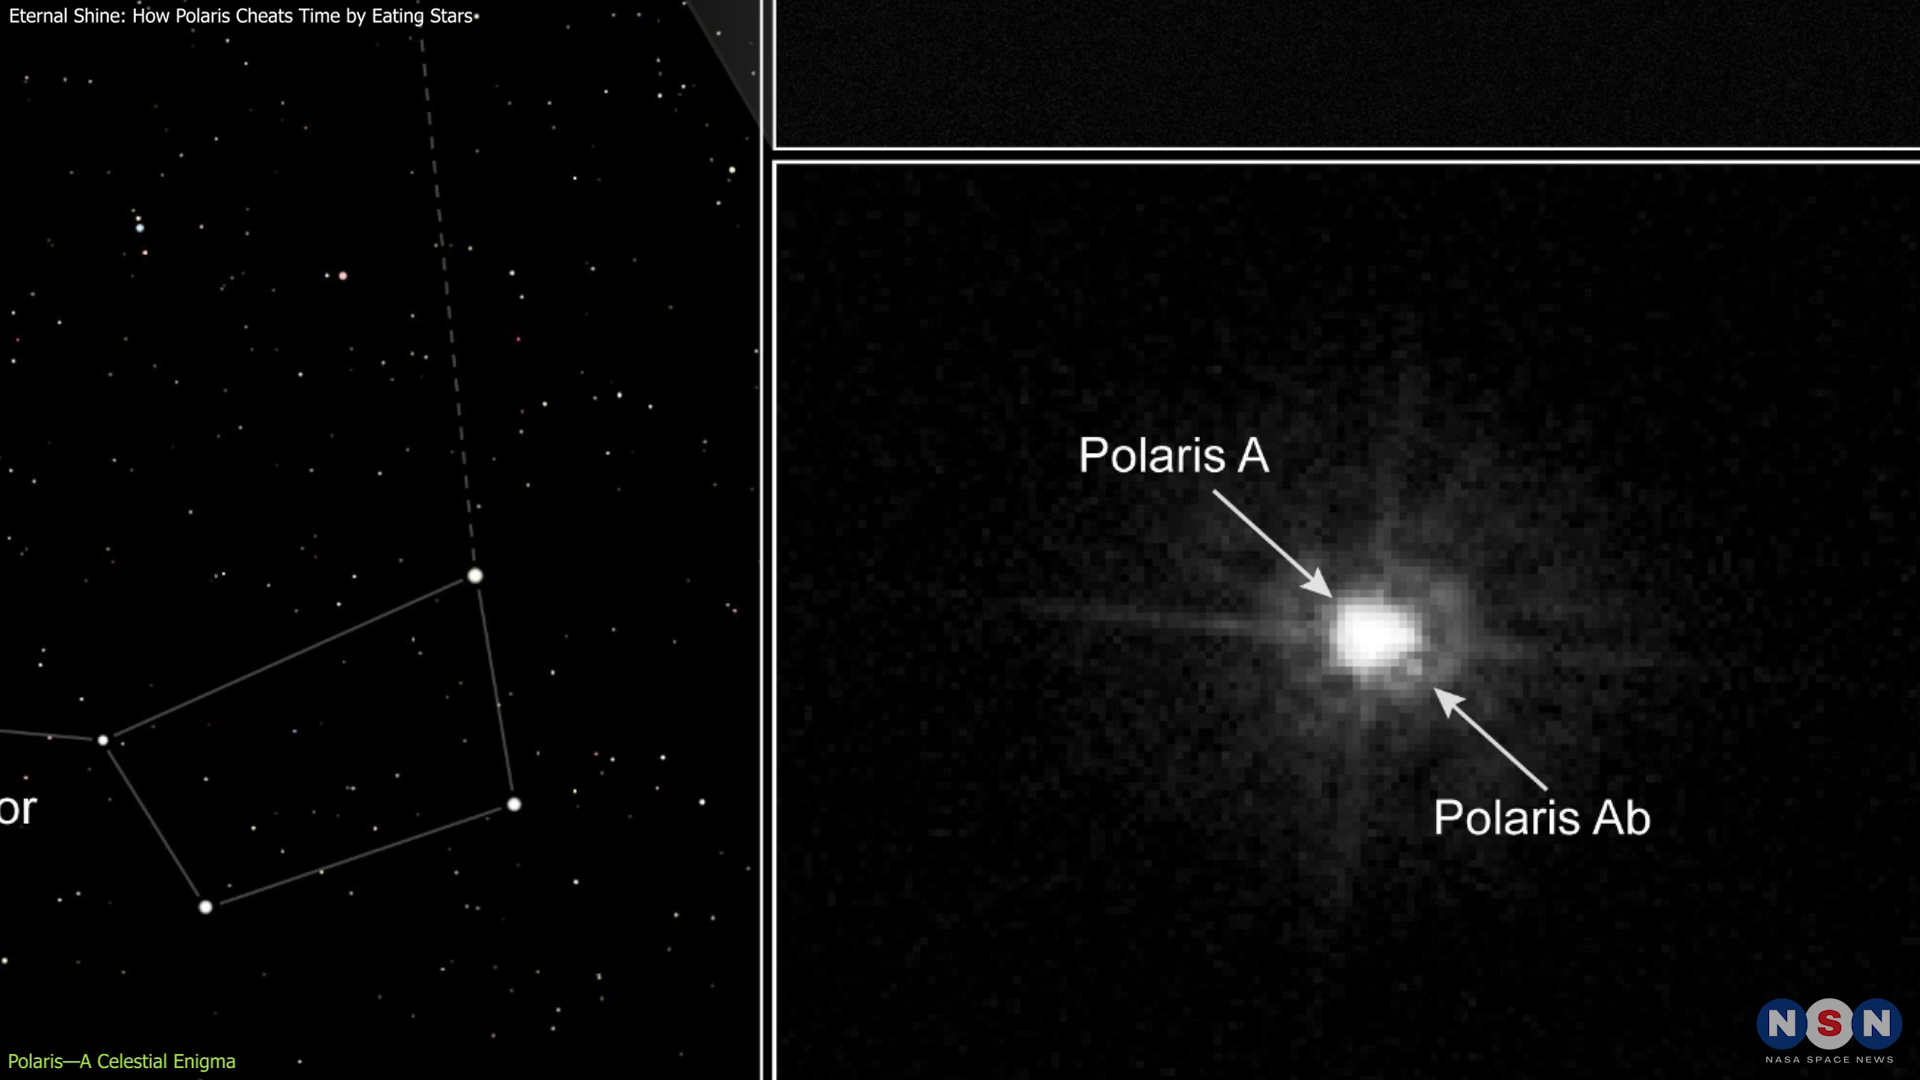 Eternal Shine: How Polaris Cheats Time by Eating Stars
Polaris A
Polaris Ab
or
Polaris—A Celestial Enigma
NSN
NASA SPACE NEWS